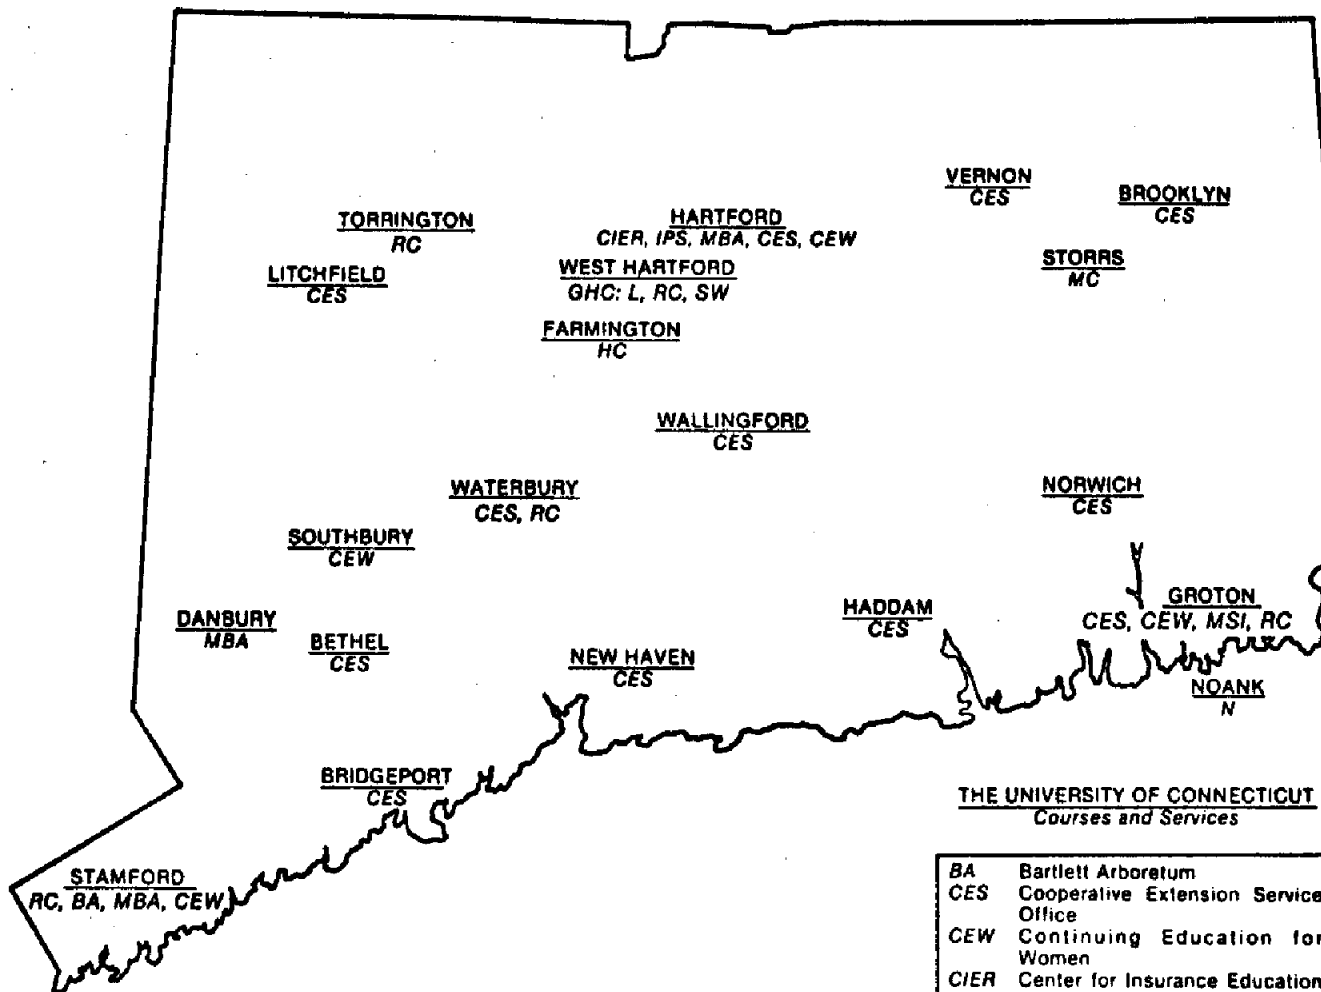 VERNON
CES
BROOKLYN
CES
TORRINGTON
RC
HARTFORD
CIER, IPS, MBA, CES, CEW
LITCHFIELD
CES
WEST HARTFORD
GHC: L, RC, SW
STORRS
MC
FARMINGTON
HC
WALLINGFORD
CES
WATERBURY
CES, RC
NORWICH
CES
SOUTHBURY
CEW
DANBURY
MBA
BETHEL
CES
HADDAM
CES
GROTON
CES, CEW, MSI, RC
NEW HAVEN
CES
NOANK
N
BRIDGEPORT
CES
STAMFORD
RC, BA, MBA, CEW
THE UNIVERSITY OF CONNECTICUT
Courses and Services
BA Bartlett Arboretum
CES Cooperative Extension Service
Office
CEW Continuing Education for
Women
CIER Center for Insurance Education